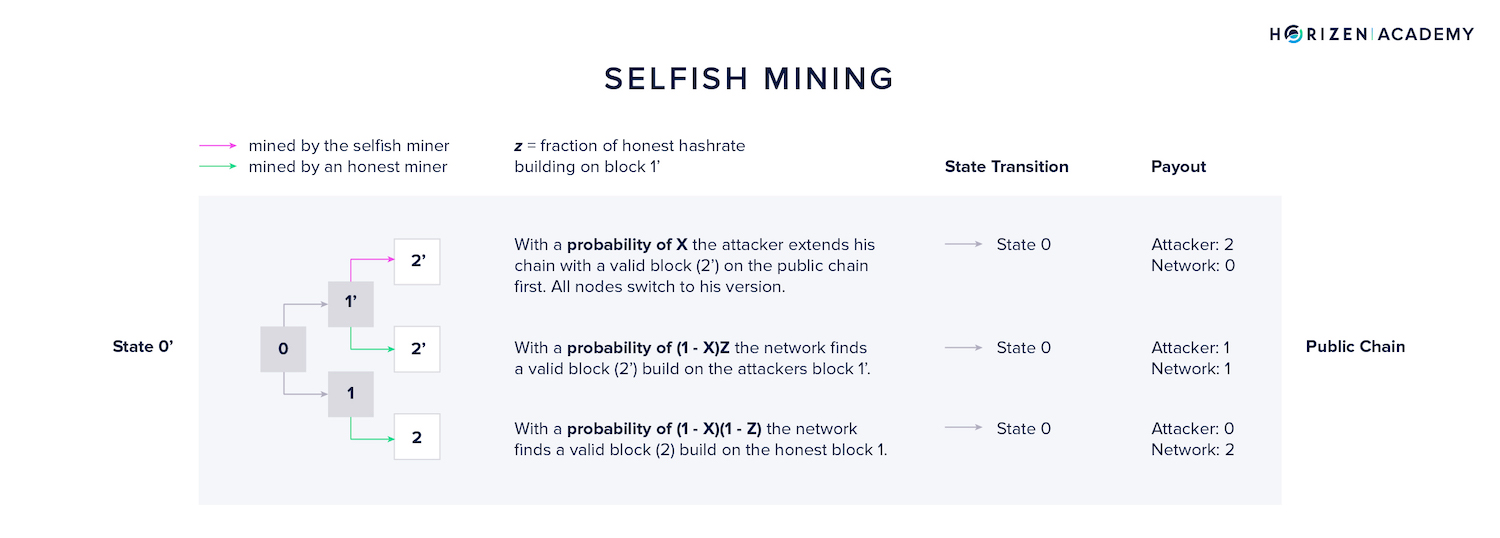 HORIZEN|ACADEMY
SELFISH MINING
mined by the selfish miner
mined by an honest miner
z = fraction of honest hashrate
building on block 1’
State Transition
Payout
State 0’
0
1’
1
2’
2’
2
With a probability of X the attacker extends his
chain with a valid block (2’) on the public chain
first. All nodes switch to his version.
State 0
Attacker: 2
Network: 0
With a probability of (1 - X)Z the network finds
a valid block (2’) build on the attackers block 1’.
State 0
Attacker: 1
Network: 1
With a probability of (1 - X)(1 - Z) the network
finds a valid block (2) build on the honest block 1.
State 0
Attacker: 0
Network: 2
Public Chain